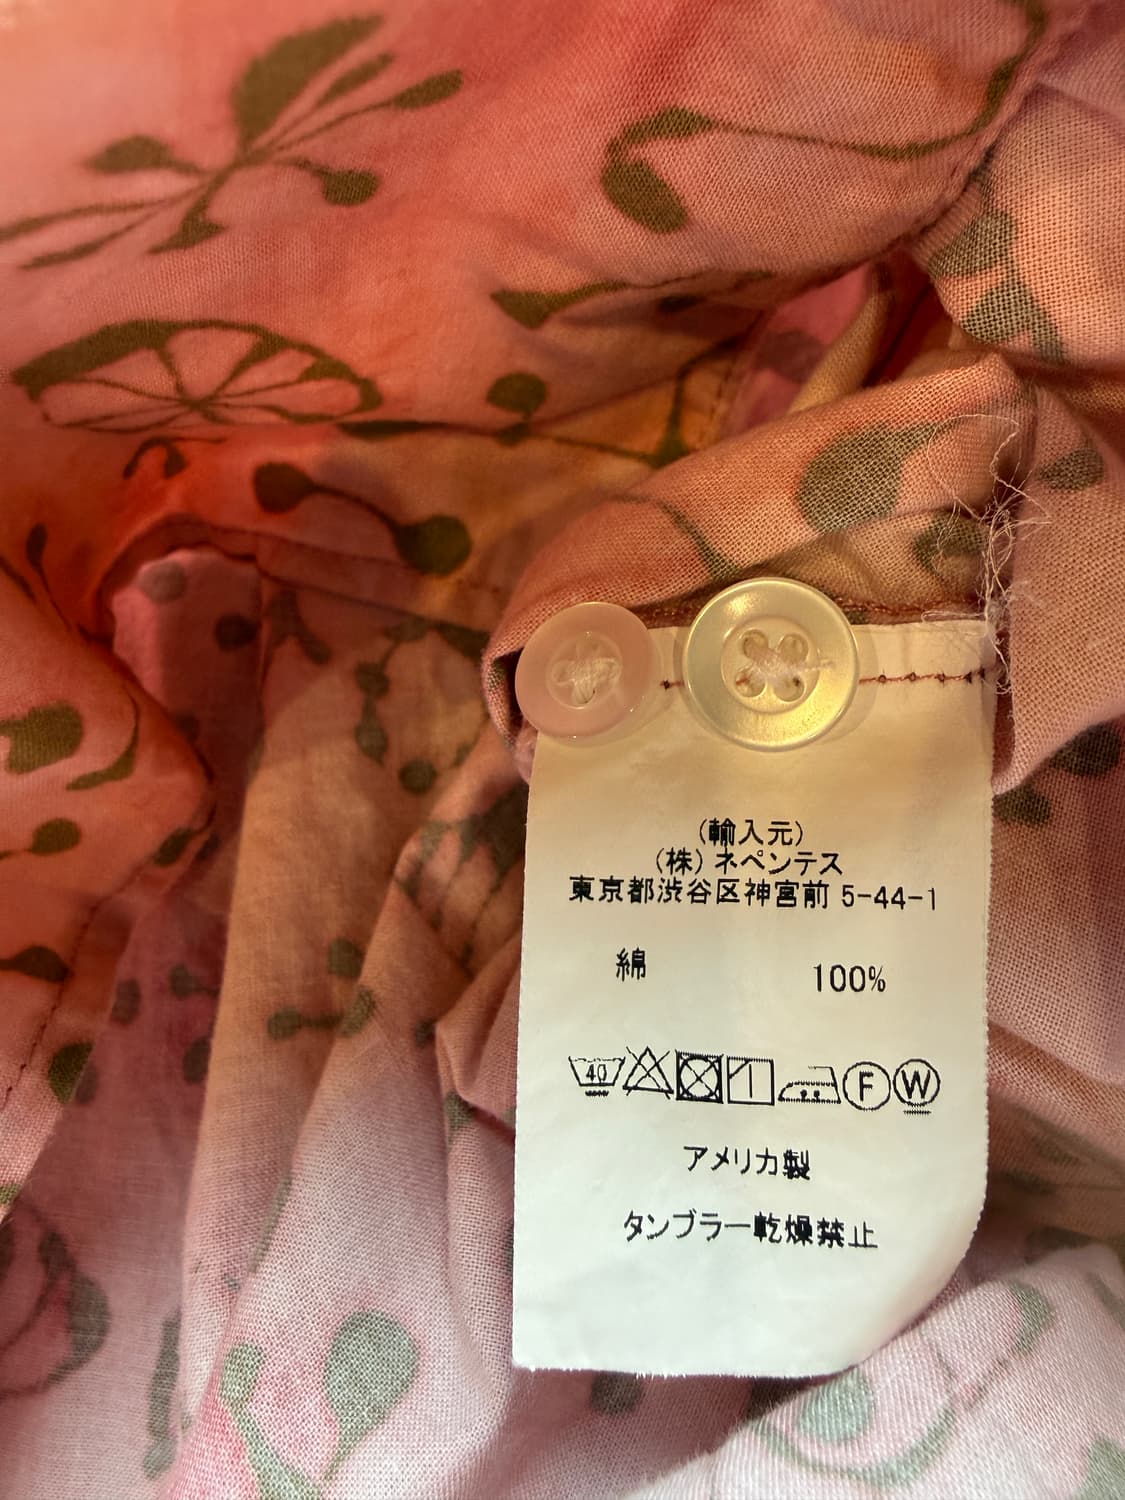 (輸入元)
(株) ネペンテス
東京都渋谷区神宮前 5-44-1
綿 100%
40 F W
アメリカ製
タンブラー乾燥禁止